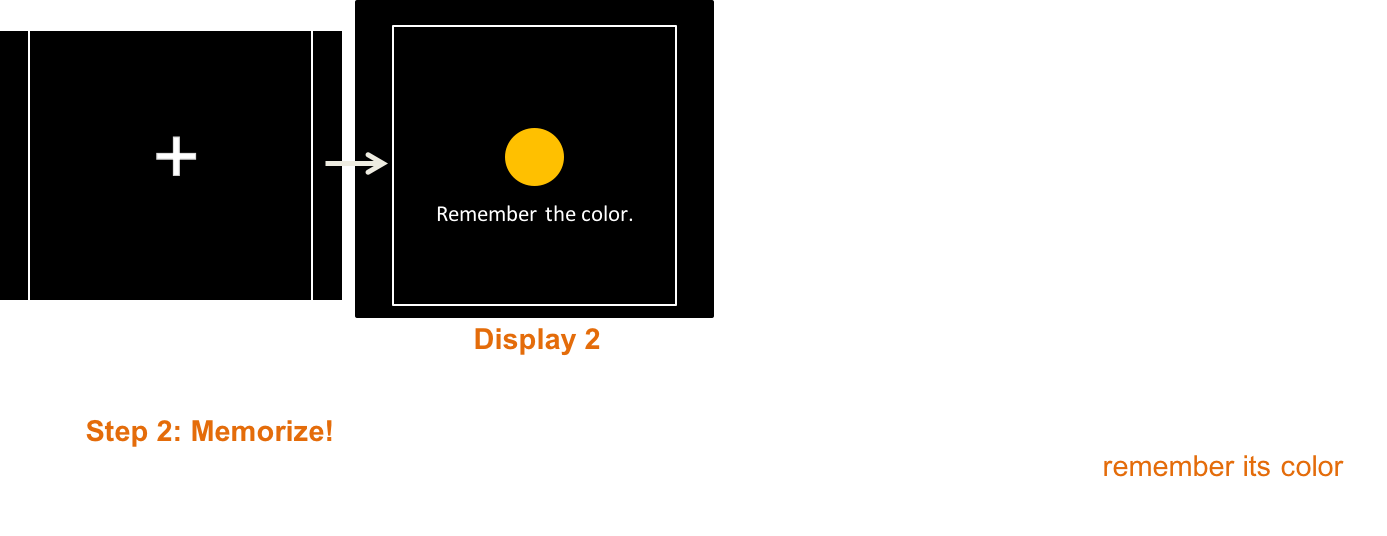 Remember the color.
Display 2
Step 2: Memorize!
remember its color